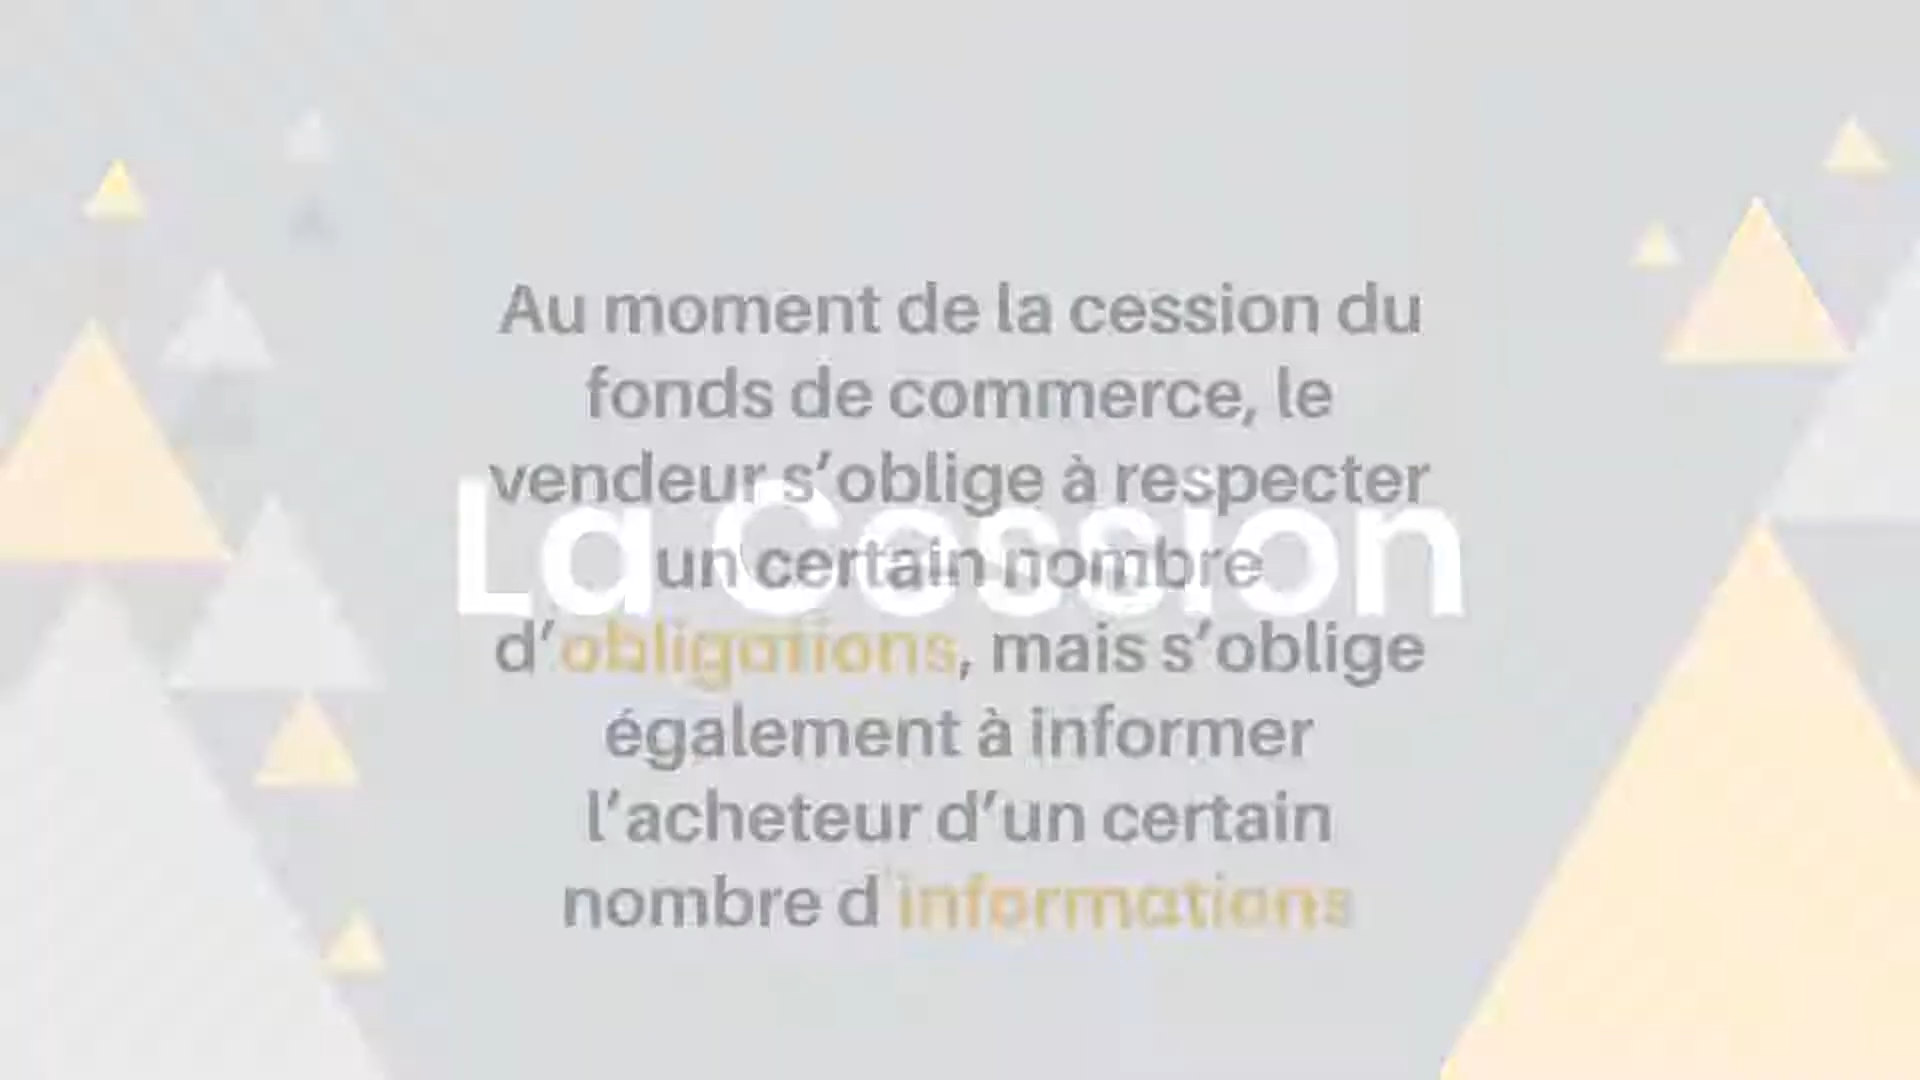 Au moment de la cession du
fonds de commerce, le
vendeur s’oblige à respecter
La Cession
un certain nombre
d’obligations, mais s’oblige
également à informer
l’acheteur d’un certain
nombre d'informations